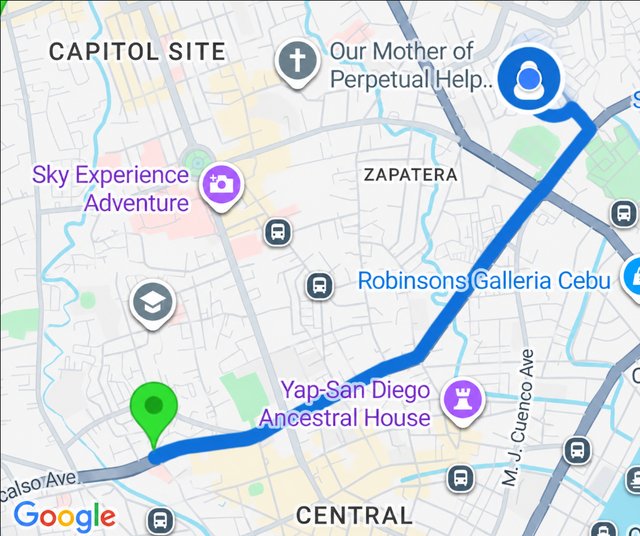 CAPITOL SITE
Our Mother of
Perpetual Help..
S
Sky Experience
Adventure
ZAPATERA
Robinsons Galleria Cebu
Yap-San Diego
Ancestral House
M. J. Cuenco Ave
C
calso Ave
Google
CENTRAL
C